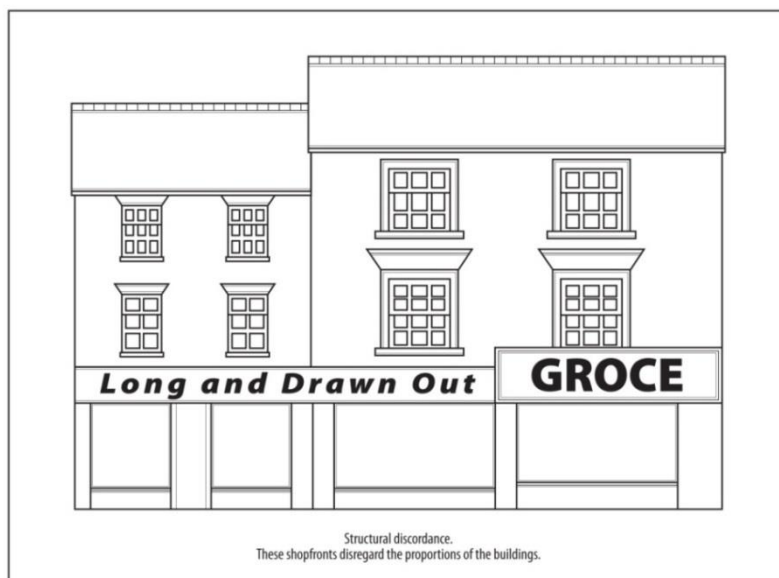 Long and Drawn Out
GROCE
Structural discordance.
These shopfronts disregard the proportions of the buildings.